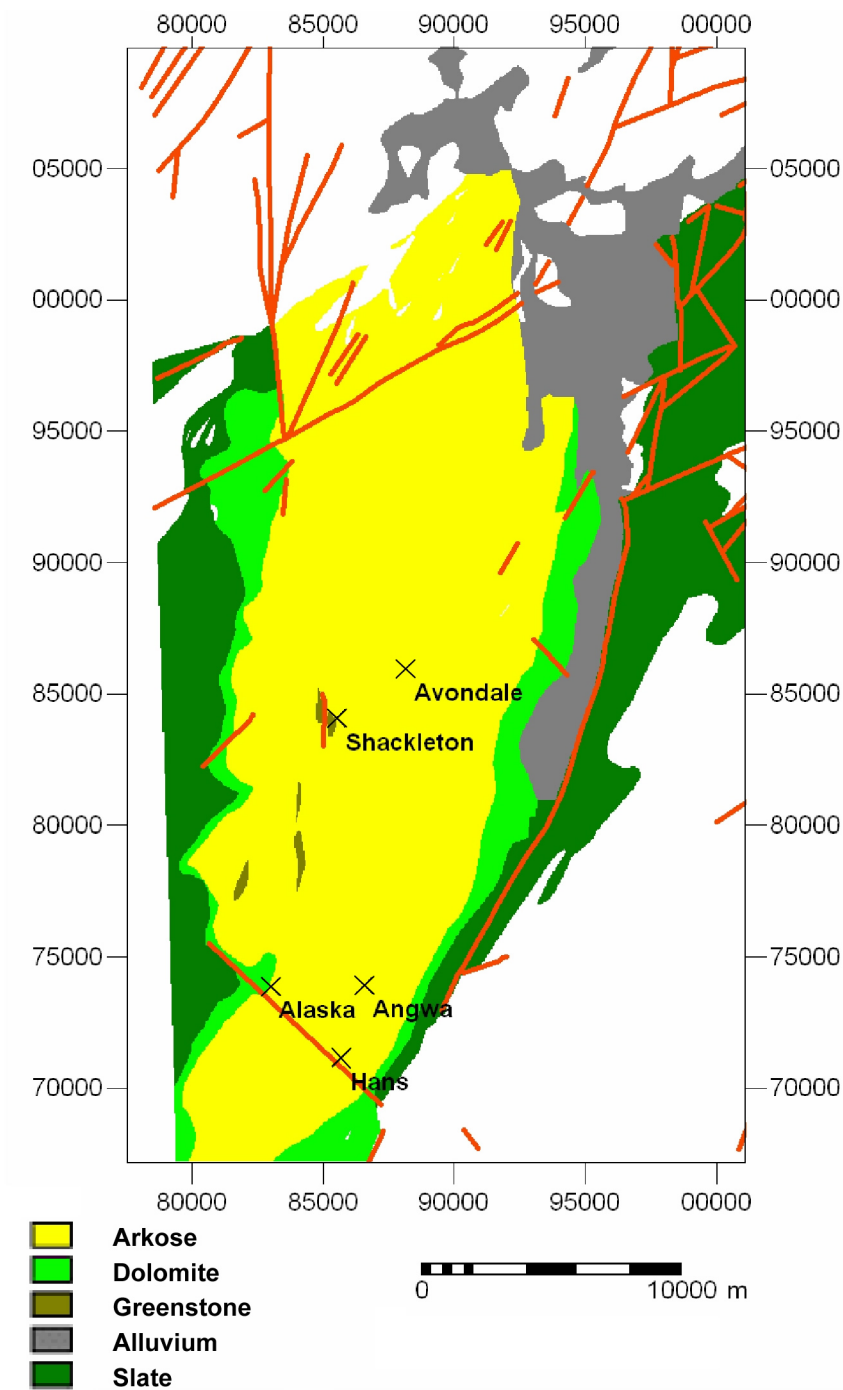 80000 85000 90000 95000 00000
05000 05000
00000 00000
95000 95000
90000 90000
Avondale
85000 85000
Shackleton
80000 80000
75000 75000
Alaska Angwa
Hans
70000 70000
80000 85000 90000 95000 00000
Arkose
Dolomite
0 10000 m
Greenstone
Alluvium
Slate